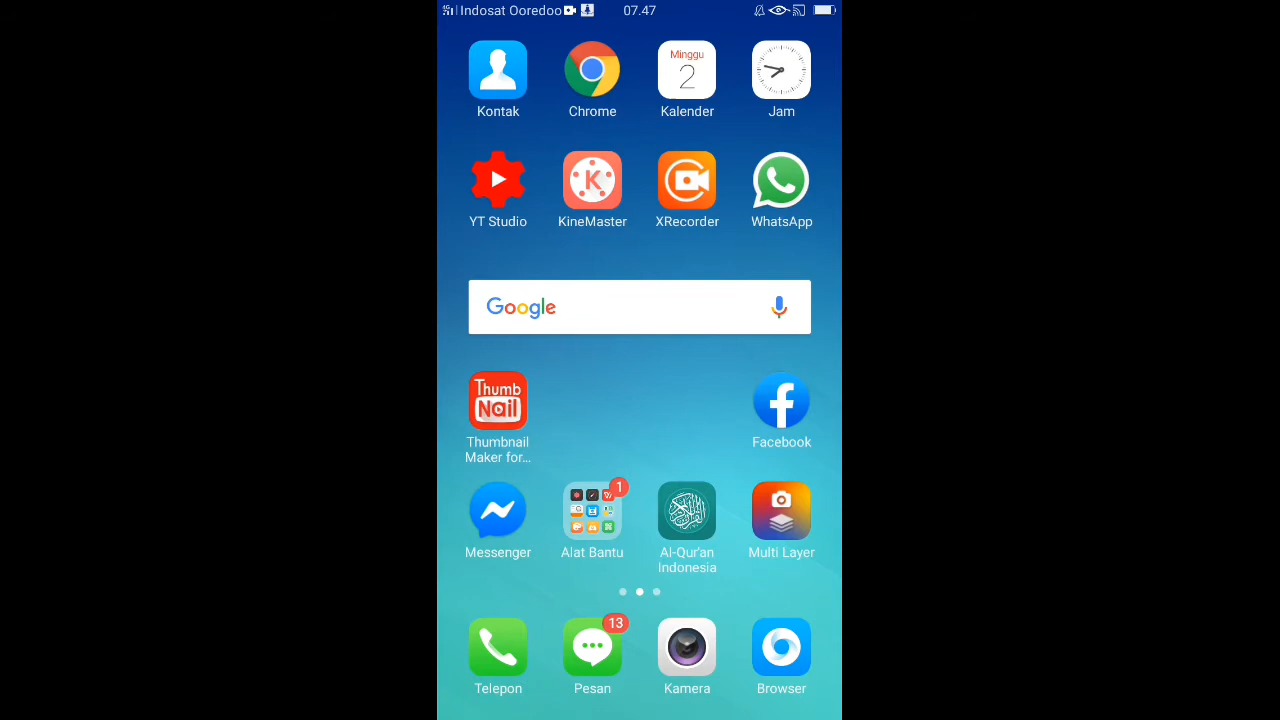 Indosat Ooredoo 07.47
Minggu
2
Kontak Chrome Kalender Jam
K
YT Studio KineMaster XRecorder WhatsApp
Google
Thumb
Nail
Thumbnail Facebook
Maker for...
1
Messenger Alat Bantu Al-Qur'an Multi Layer
Indonesia
13
Telepon Pesan Kamera Browser